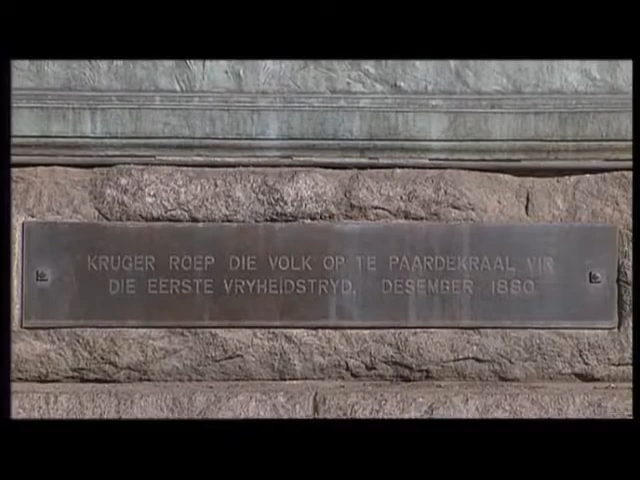 KRUGER ROEP DIE VOLK OP TE PAARDEKRAAL VIR
DIE EERSTE VRYHEIDSTRYD, DESEMBER 1880